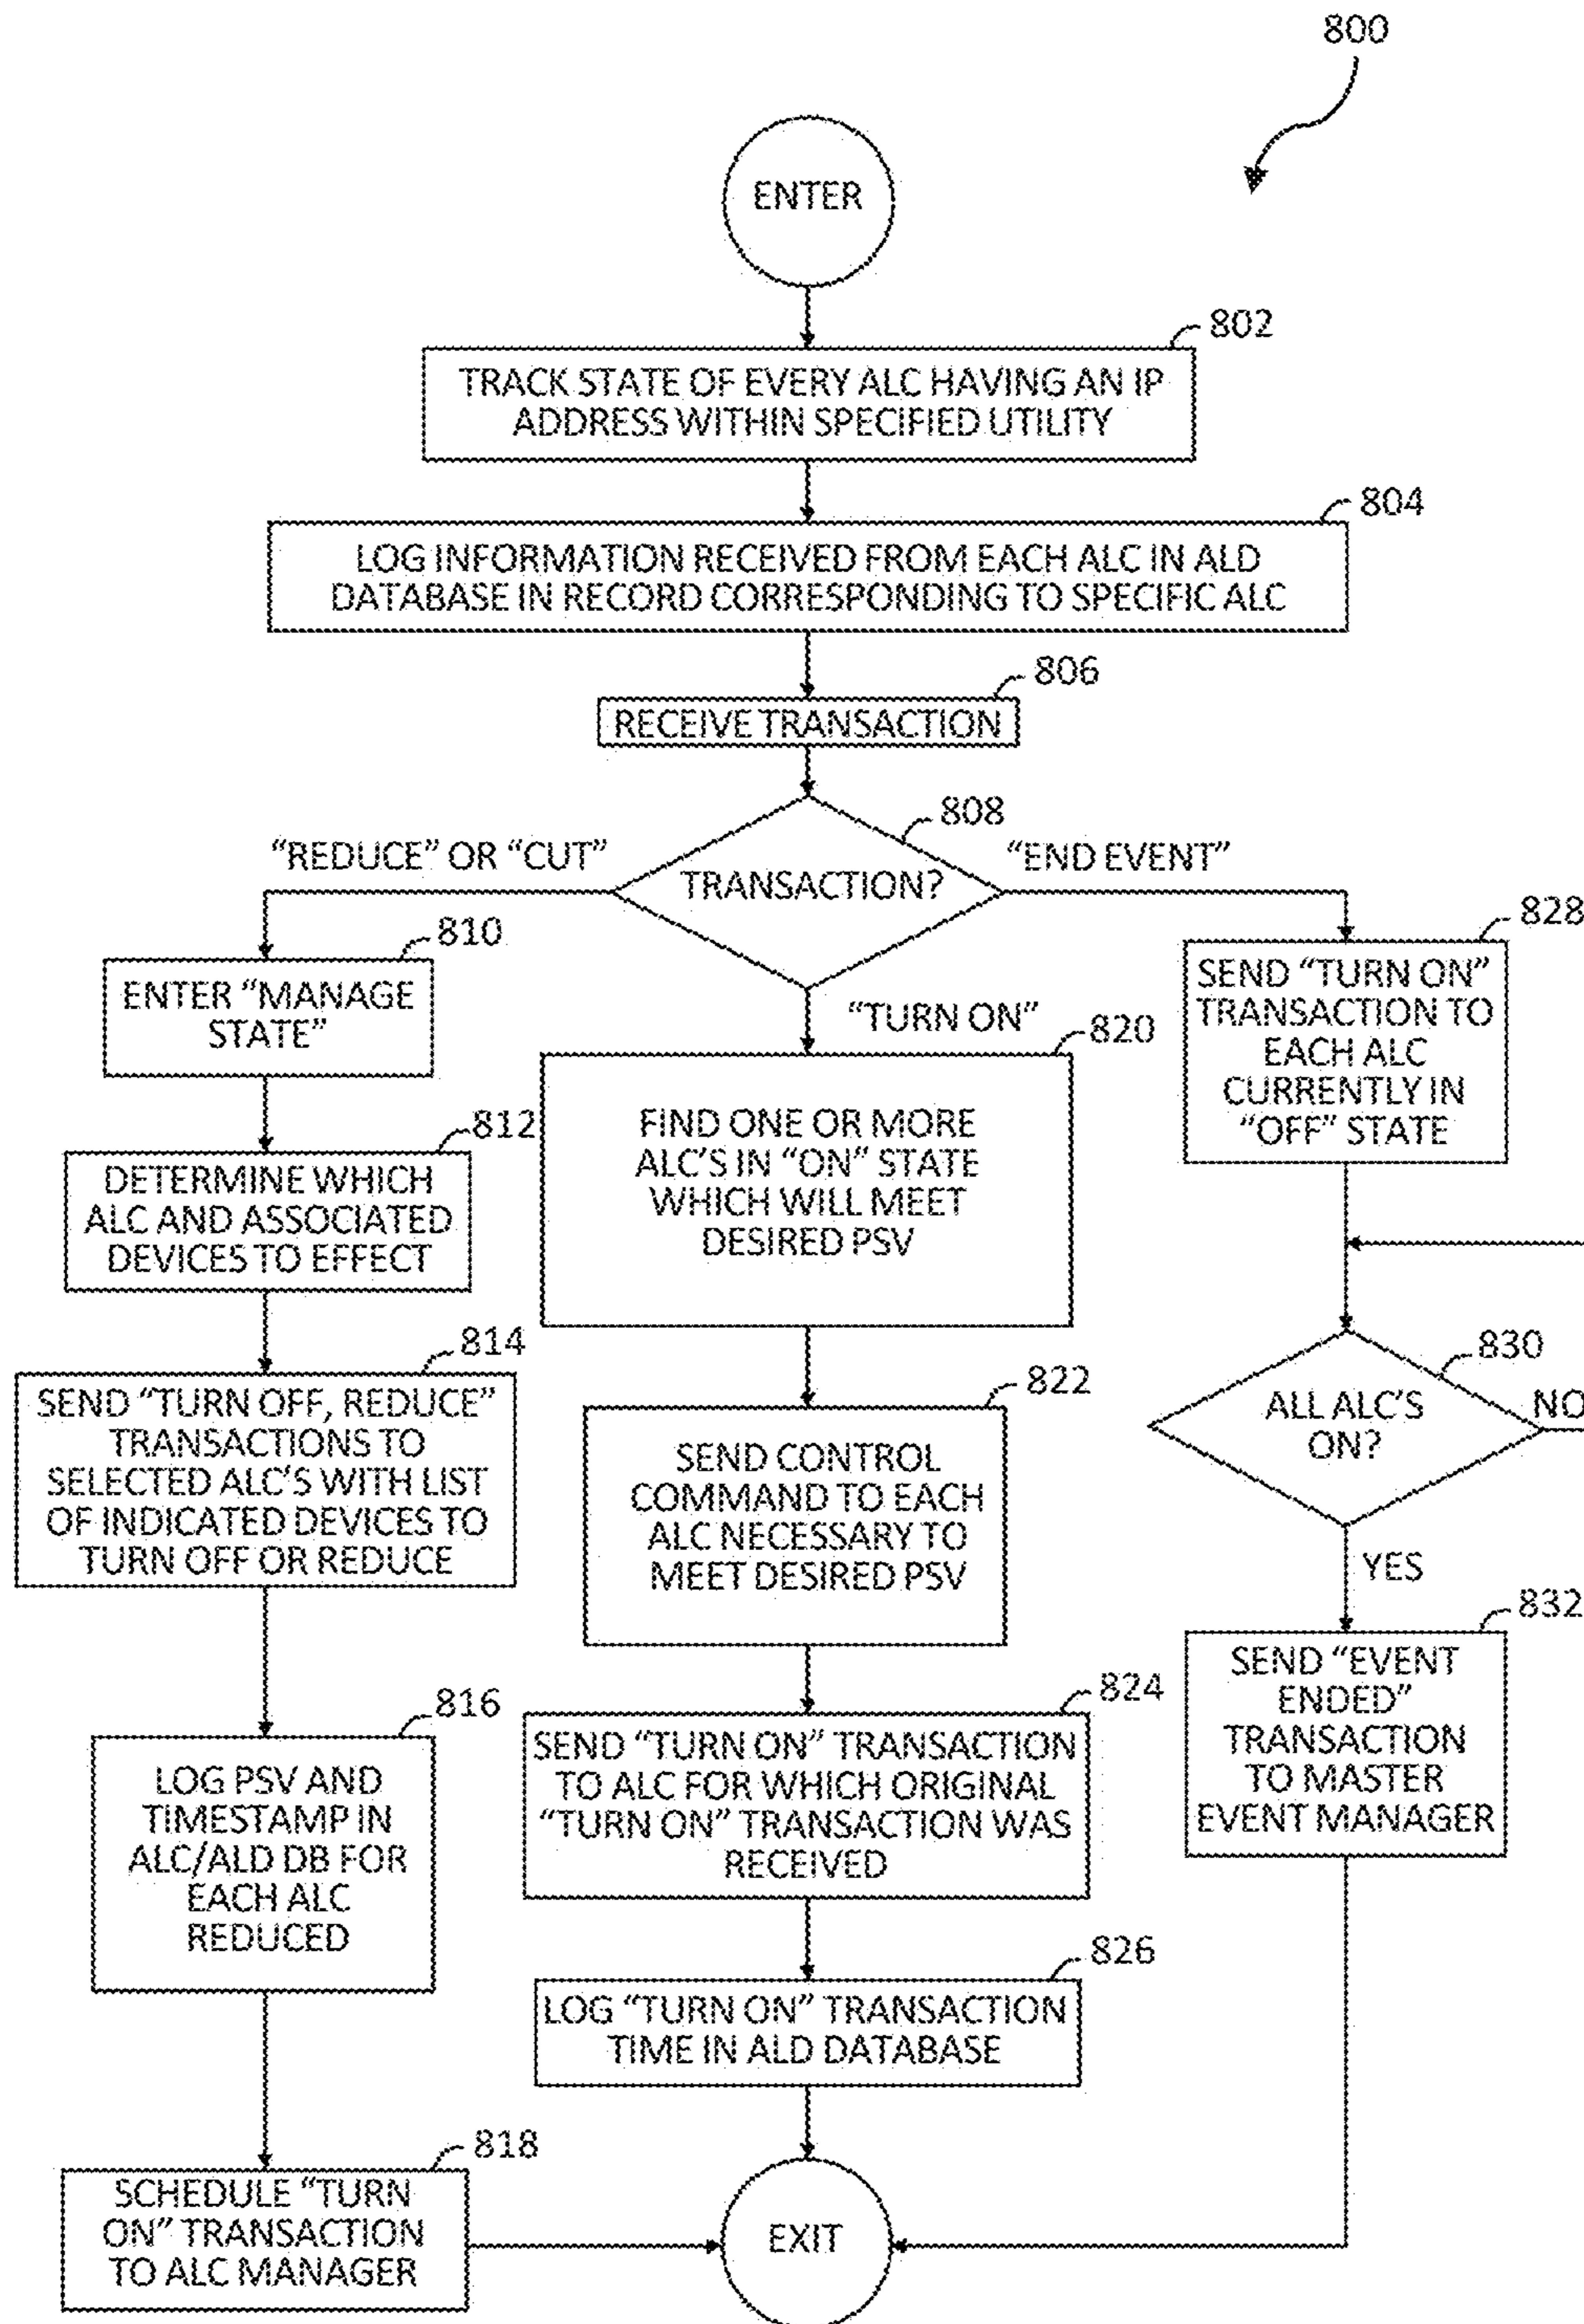 800
ENTER
802
TRACK STATE OF EVERY ALC HAVING AN IP
ADDRESS WITHIN SPECIFIED UTILITY
804
LOG INFORMATION RECEIVED FROM EACH ALC IN ALD
DATABASE IN RECORD CORRESPONDING TO SPECIFIC ALC
806
RECEIVE TRANSACTION
808
TRANSACTION?
“REDUCE” OR “CUT”
810
ENTER “MANAGE
STATE”
812
DETERMINE WHICH
ALC AND ASSOCIATED
DEVICES TO EFFECT
814
SEND “TURN OFF, REDUCE”
TRANSACTIONS TO
SELECTED ALC’S WITH LIST
OF INDICATED DEVICES TO
TURN OFF OR REDUCE
816
LOG PSV AND
TIMESTAMP IN
ALC/ALD DB FOR
EACH ALC
REDUCED
818
SCHEDULE “TURN
ON” TRANSACTION
TO ALC MANAGER
“TURN ON”
820
FIND ONE OR MORE
ALC’S IN “ON” STATE
WHICH WILL MEET
DESIRED PSV
822
SEND CONTROL
COMMAND TO EACH
ALC NECESSARY TO
MEET DESIRED PSV
824
SEND “TURN ON” TRANSACTION
TO ALC FOR WHICH ORIGINAL
“TURN ON” TRANSACTION WAS
RECEIVED
826
LOG “TURN ON” TRANSACTION
TIME IN ALD DATABASE
“END EVENT”
828
SEND “TURN ON”
TRANSACTION TO
EACH ALC
CURRENTLY IN
“OFF” STATE
830
ALL ALC’S
ON?
NO
YES
832
SEND “EVENT
ENDED”
TRANSACTION
TO MASTER
EVENT MANAGER
EXIT